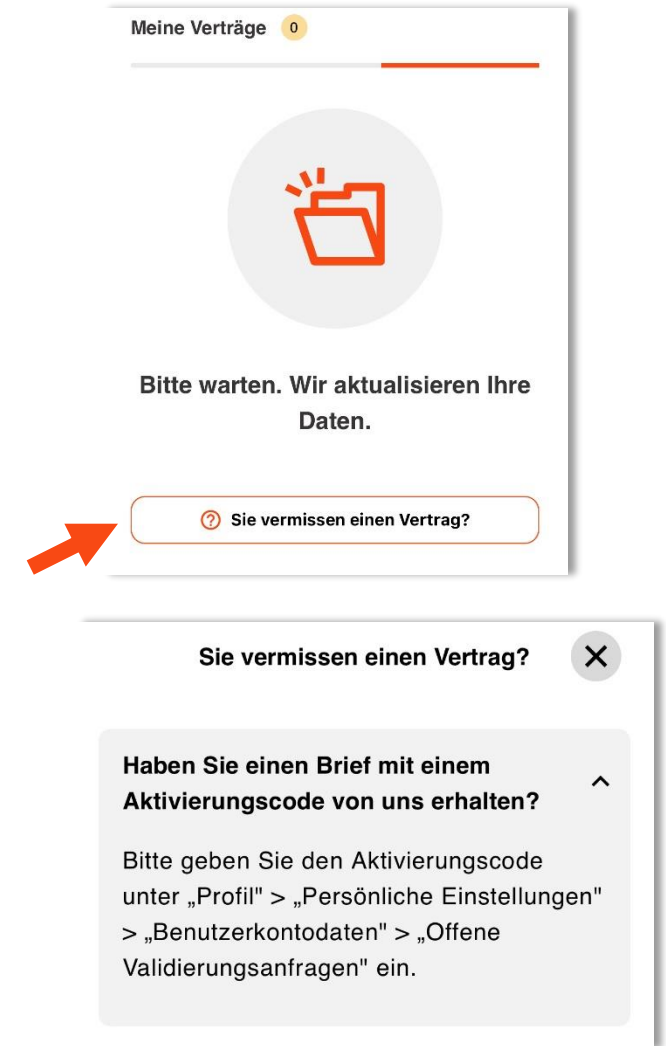 Meine Verträge 0
Bitte warten. Wir aktualisieren Ihre
Daten.
Sie vermissen einen Vertrag?
Sie vermissen einen Vertrag?
Haben Sie einen Brief mit einem
Aktivierungscode von uns erhalten?
Bitte geben Sie den Aktivierungscode
unter „Profil" > „Persönliche Einstellungen"
> „Benutzerkontodaten" > „Offene
Validierungsanfragen" ein.